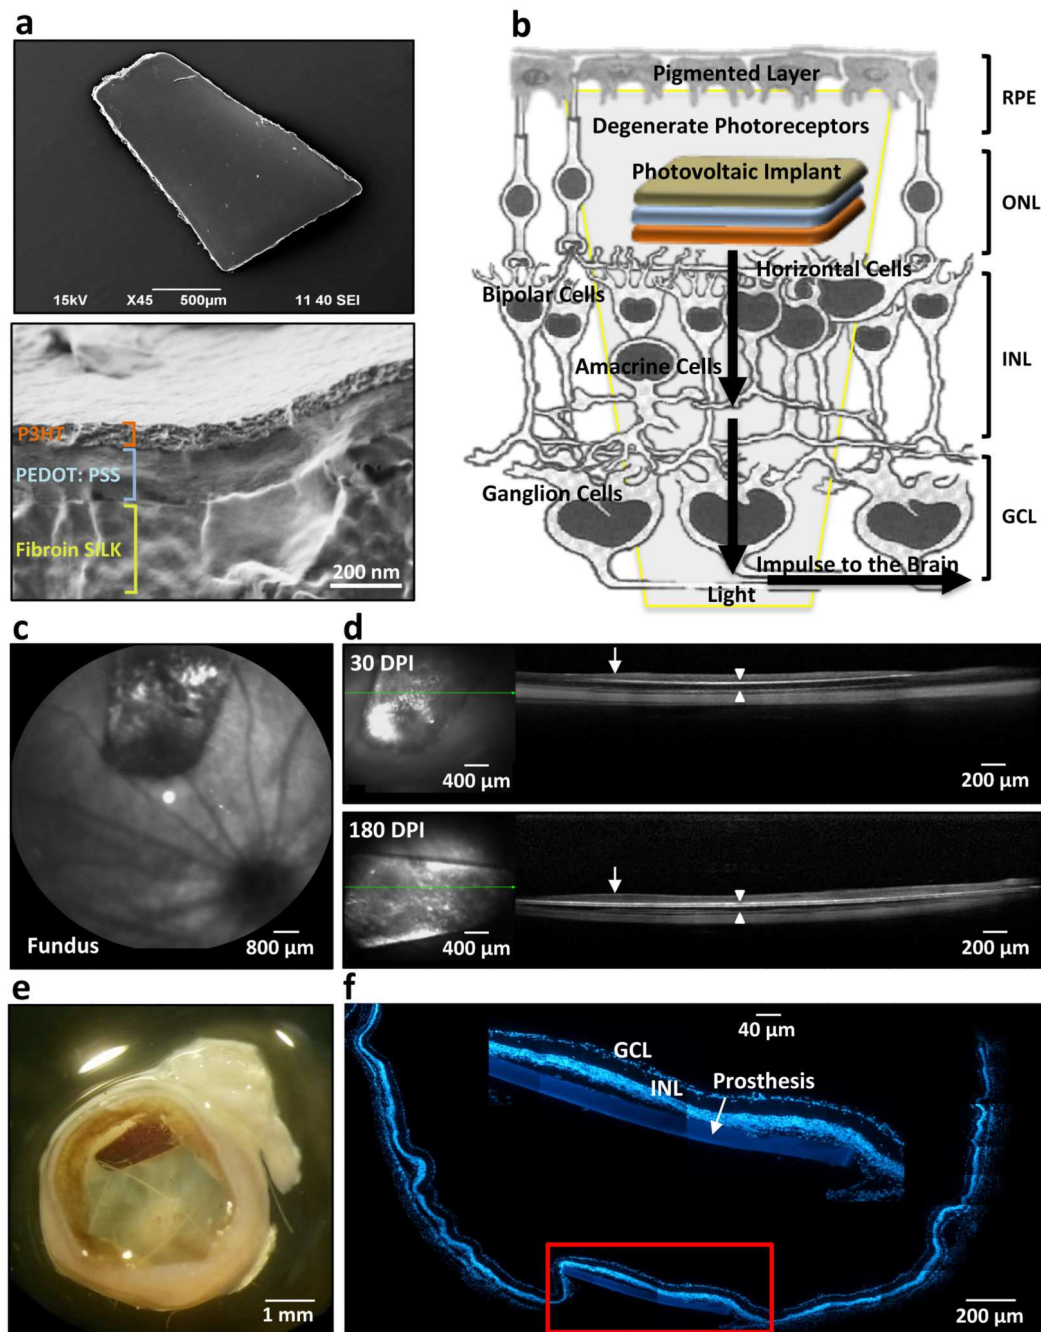 a
15kV X45 500µm 11 40 SEI
P3HT
PEDOT: PSS
Fibroin SILK
200 nm
b
Pigmented Layer
RPE
Degenerate Photoreceptors
Photovoltaic Implant
ONL
Horizontal Cells
Bipolar Cells
Amacrine Cells
INL
Ganglion Cells
GCL
Impulse to the Brain
Light
c
Fundus
800 µm
d
30 DPI
400 µm
200 µm
180 DPI
400 µm
200 µm
e
1 mm
f
40 µm
GCL
INL
Prosthesis
200 µm